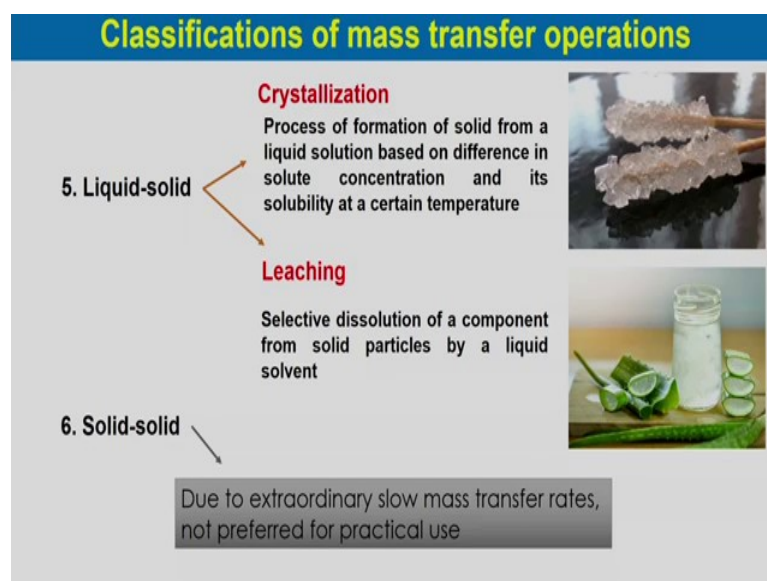 Classifications of mass transfer operations
Crystallization
Process of formation of solid from a
liquid solution based on difference in
solute concentration and its
solubility at a certain temperature
5. Liquid-solid
Leaching
Selective dissolution of a component
from solid particles by a liquid
solvent
6. Solid-solid
Due to extraordinary slow mass transfer rates,
not preferred for practical use